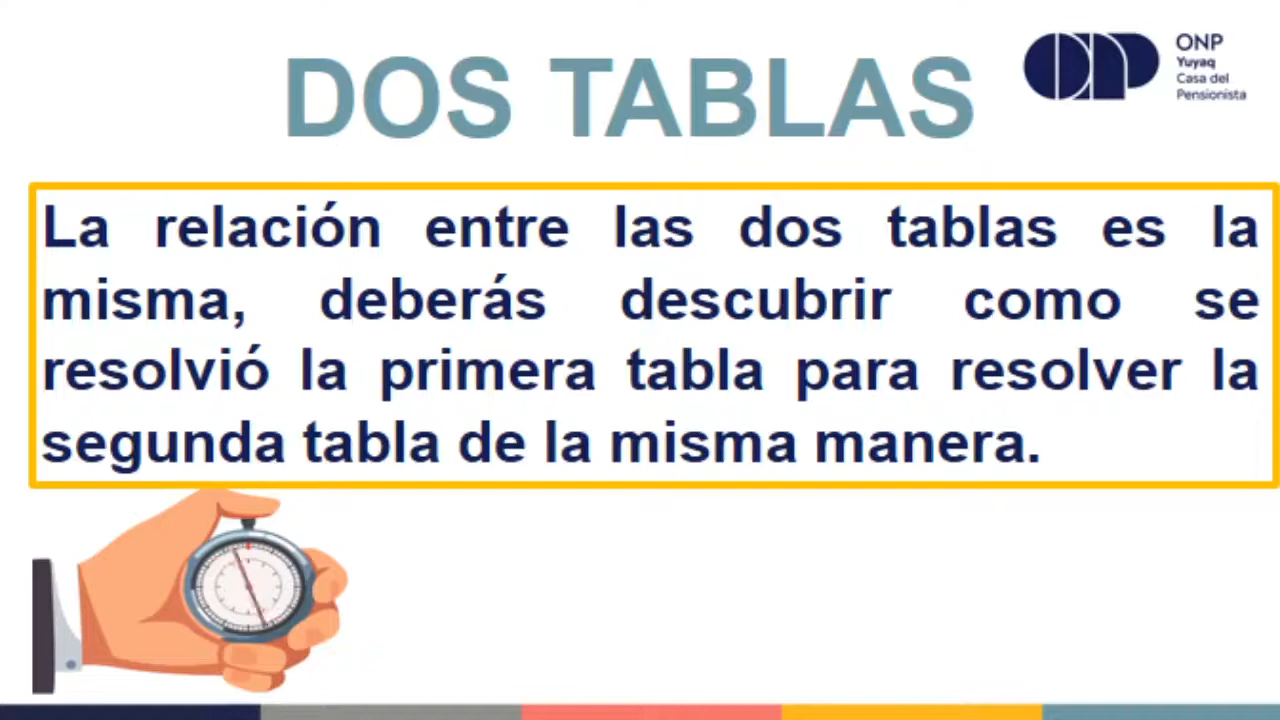 DOS TABLAS
ONP
Yuyaq
Casa del
Pensionista
La relación entre las dos tablas es la
misma, deberás descubrir como se
resolvió la primera tabla para resolver la
segunda tabla de la misma manera.